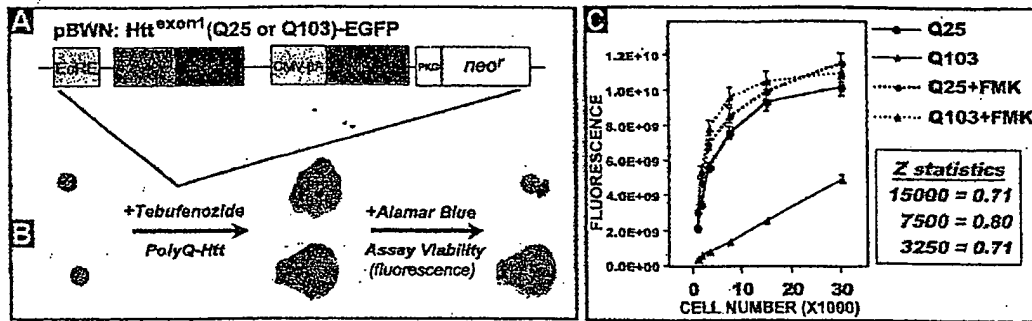 A
pBWN: Htt^exon1(Q25 or Q103)-EGFP
EcRE
CMV-βA
PKG
neo^r
B
+Tebufenozide
PolyQ-Htt
+Alamar Blue
Assay Viability
(fluorescence)
C
FLUORESCENCE
1.2E+10
1.0E+10
8.0E+09
6.0E+09
4.0E+09
2.0E+09
0.0E+00
0
10
20
30
CELL NUMBER (X1000)
Q25
Q103
Q25+FMK
Q103+FMK
Z statistics
15000 = 0.71
7500 = 0.80
3250 = 0.71